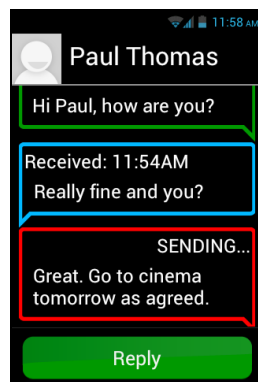 11:58 AM
Paul Thomas
Hi Paul, how are you?
Received: 11:54AM
Really fine and you?
SENDING...
Great. Go to cinema
tomorrow as agreed.
Reply